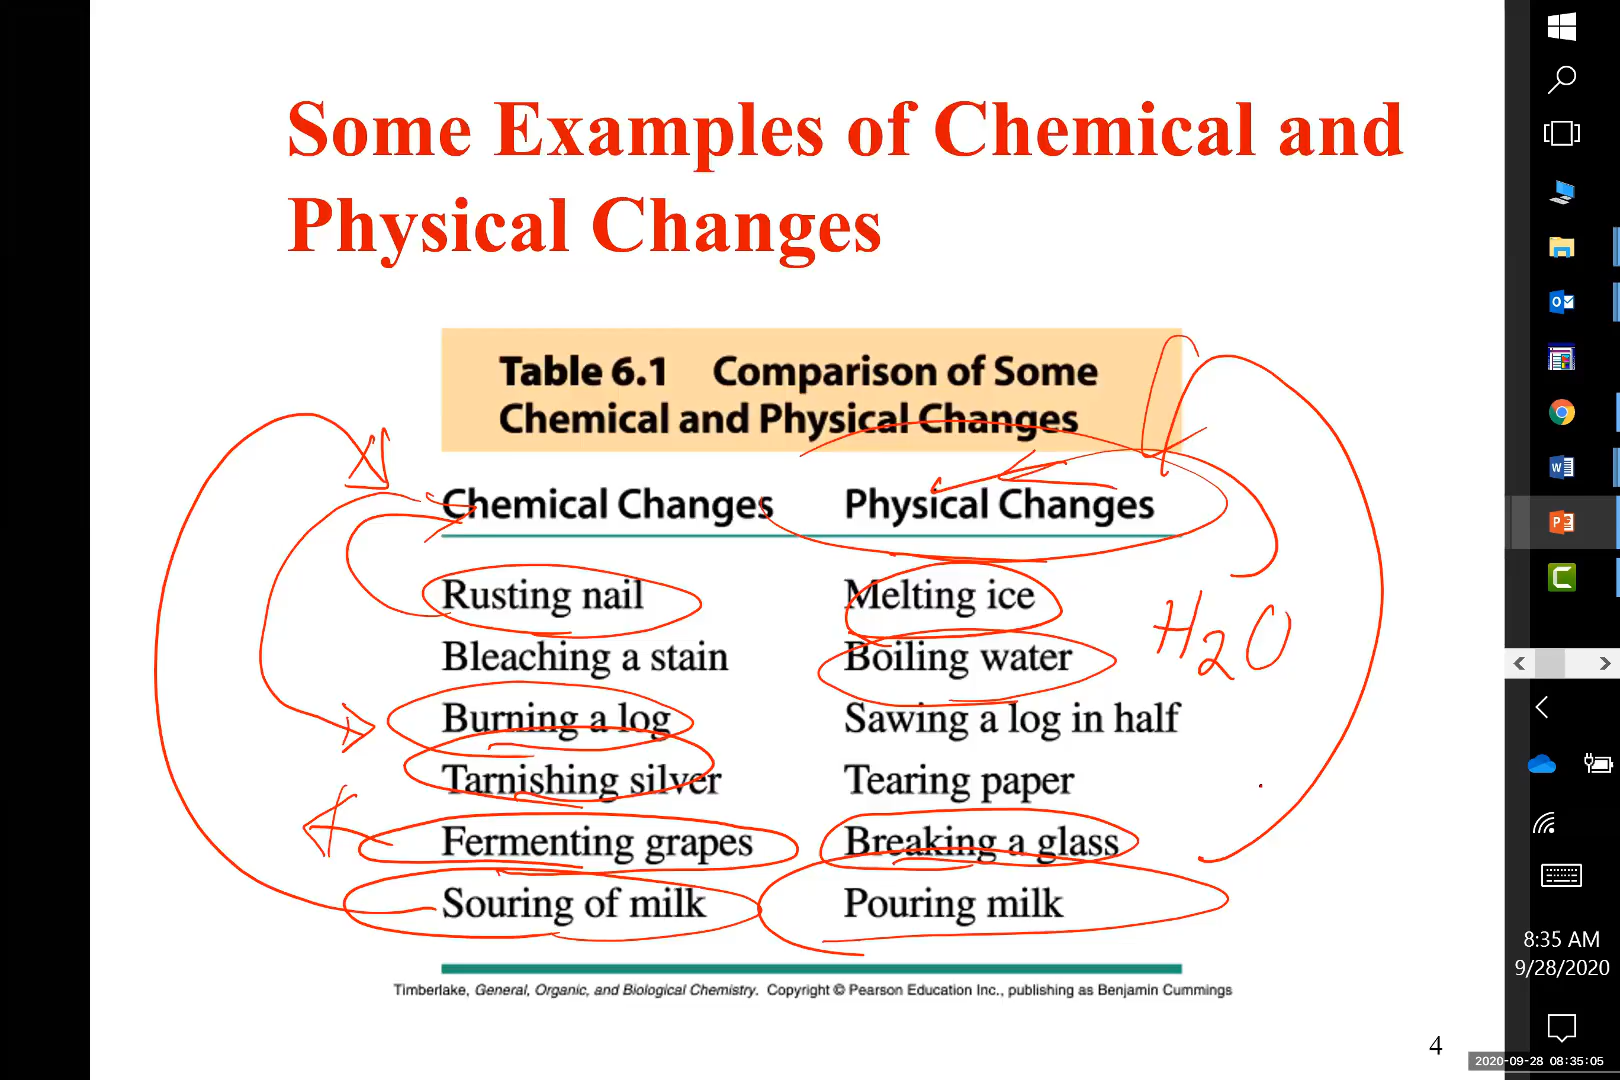 Some Examples of Chemical and
Physical Changes
Table 6.1 Comparison of Some
Chemical and Physical Changes
Chemical Changes Physical Changes
Rusting nail Melting ice
Bleaching a stain Boiling water
H2O
Burning a log Sawing a log in half
Tarnishing silver Tearing paper
Fermenting grapes Breaking a glass
Souring of milk Pouring milk
Timberlake, General, Organic, and Biological Chemistry. Copyright © Pearson Education Inc., publishing as Benjamin Cummings
4
8:35 AM
9/28/2020
2020-09-28 08:35:05